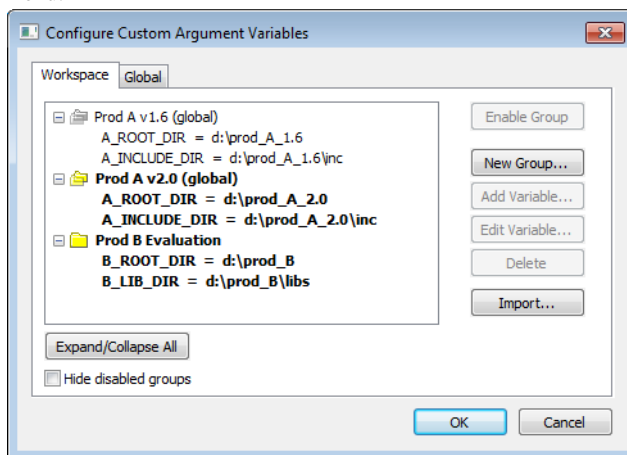 Configure Custom Argument Variables
Workspace
Global
Prod A v1.6 (global)
A_ROOT_DIR = d:\prod_A_1.6
A_INCLUDE_DIR = d:\prod_A_1.6\inc
Prod A v2.0 (global)
A_ROOT_DIR = d:\prod_A_2.0
A_INCLUDE_DIR = d:\prod_A_2.0\inc
Prod B Evaluation
B_ROOT_DIR = d:\prod_B
B_LIB_DIR = d:\prod_B\libs
Enable Group
New Group...
Add Variable...
Edit Variable...
Delete
Import...
Expand/Collapse All
Hide disabled groups
OK
Cancel